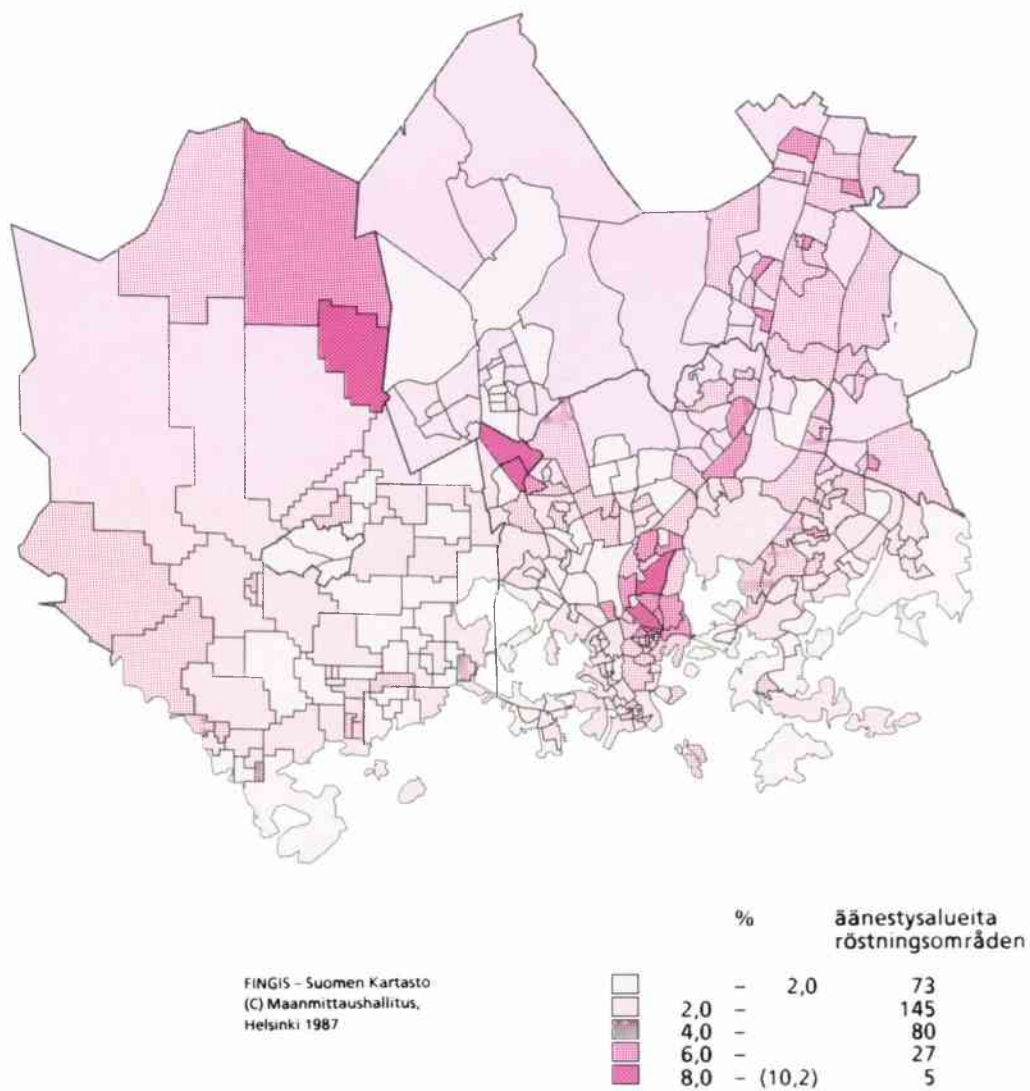 % äänestysalueita
röstningsområden
– 2,0 73
2,0 – 145
4,0 – 80
6,0 – 27
8,0 – (10,2) 5
FINGIS – Suomen Kartasto
(C) Maanmittaushallitus,
Helsinki 1987